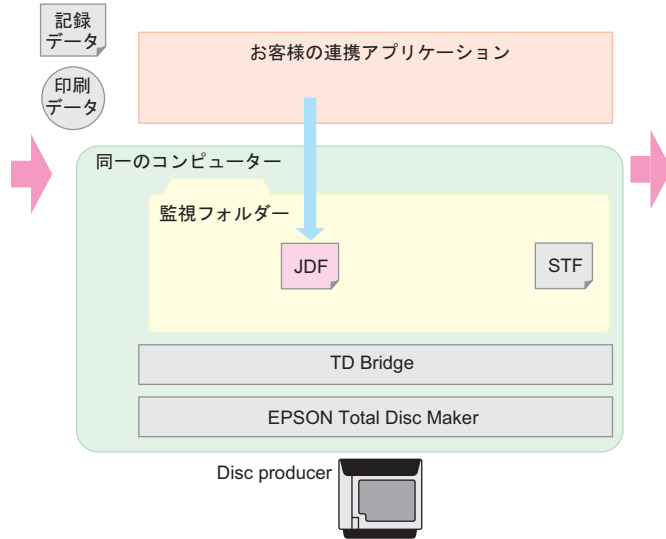 記録
データ
印刷
データ
お客様の連携アプリケーション
同一のコンピューター
監視フォルダー
JDF
STF
TD Bridge
EPSON Total Disc Maker
Disc producer